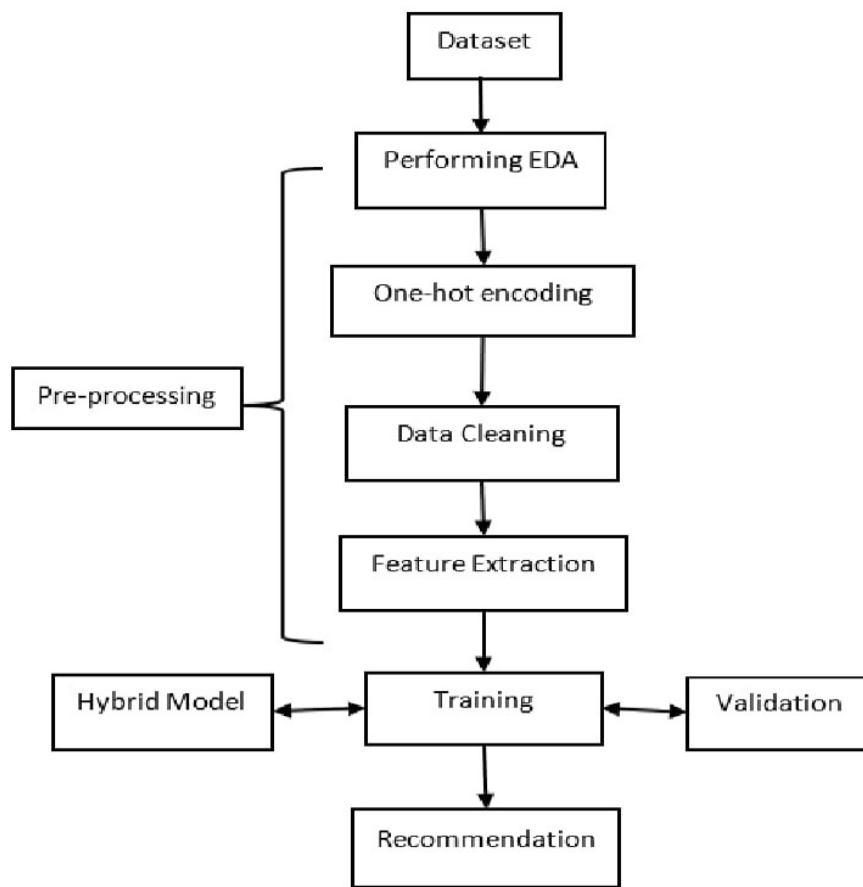 Dataset
Performing EDA
One-hot encoding
Pre-processing
Data Cleaning
Feature Extraction
Hybrid Model
Training
Validation
Recommendation